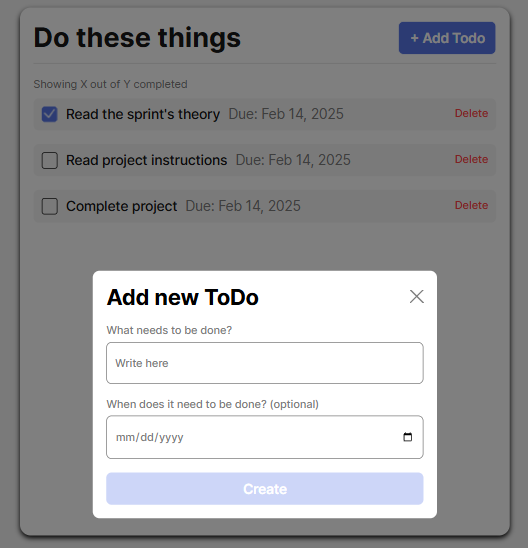 Do these things
+ Add Todo
Showing X out of Y completed
Read the sprint's theory Due: Feb 14, 2025 Delete
Read project instructions Due: Feb 14, 2025 Delete
Complete project Due: Feb 14, 2025 Delete
Add new ToDo
What needs to be done?
Write here
When does it need to be done? (optional)
mm/dd/yyyy
Create